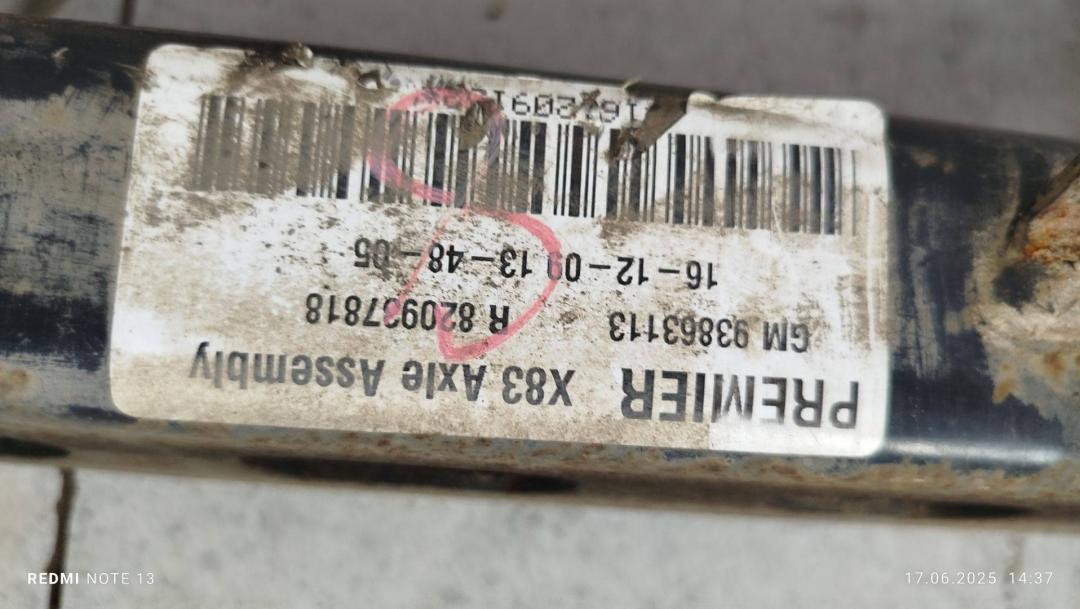 PREMIER X83 Axle Assembly
GM 93863113 R 820937818
16-12-09 13-48-05
REDMI NOTE 13
17.06.2025 14:37